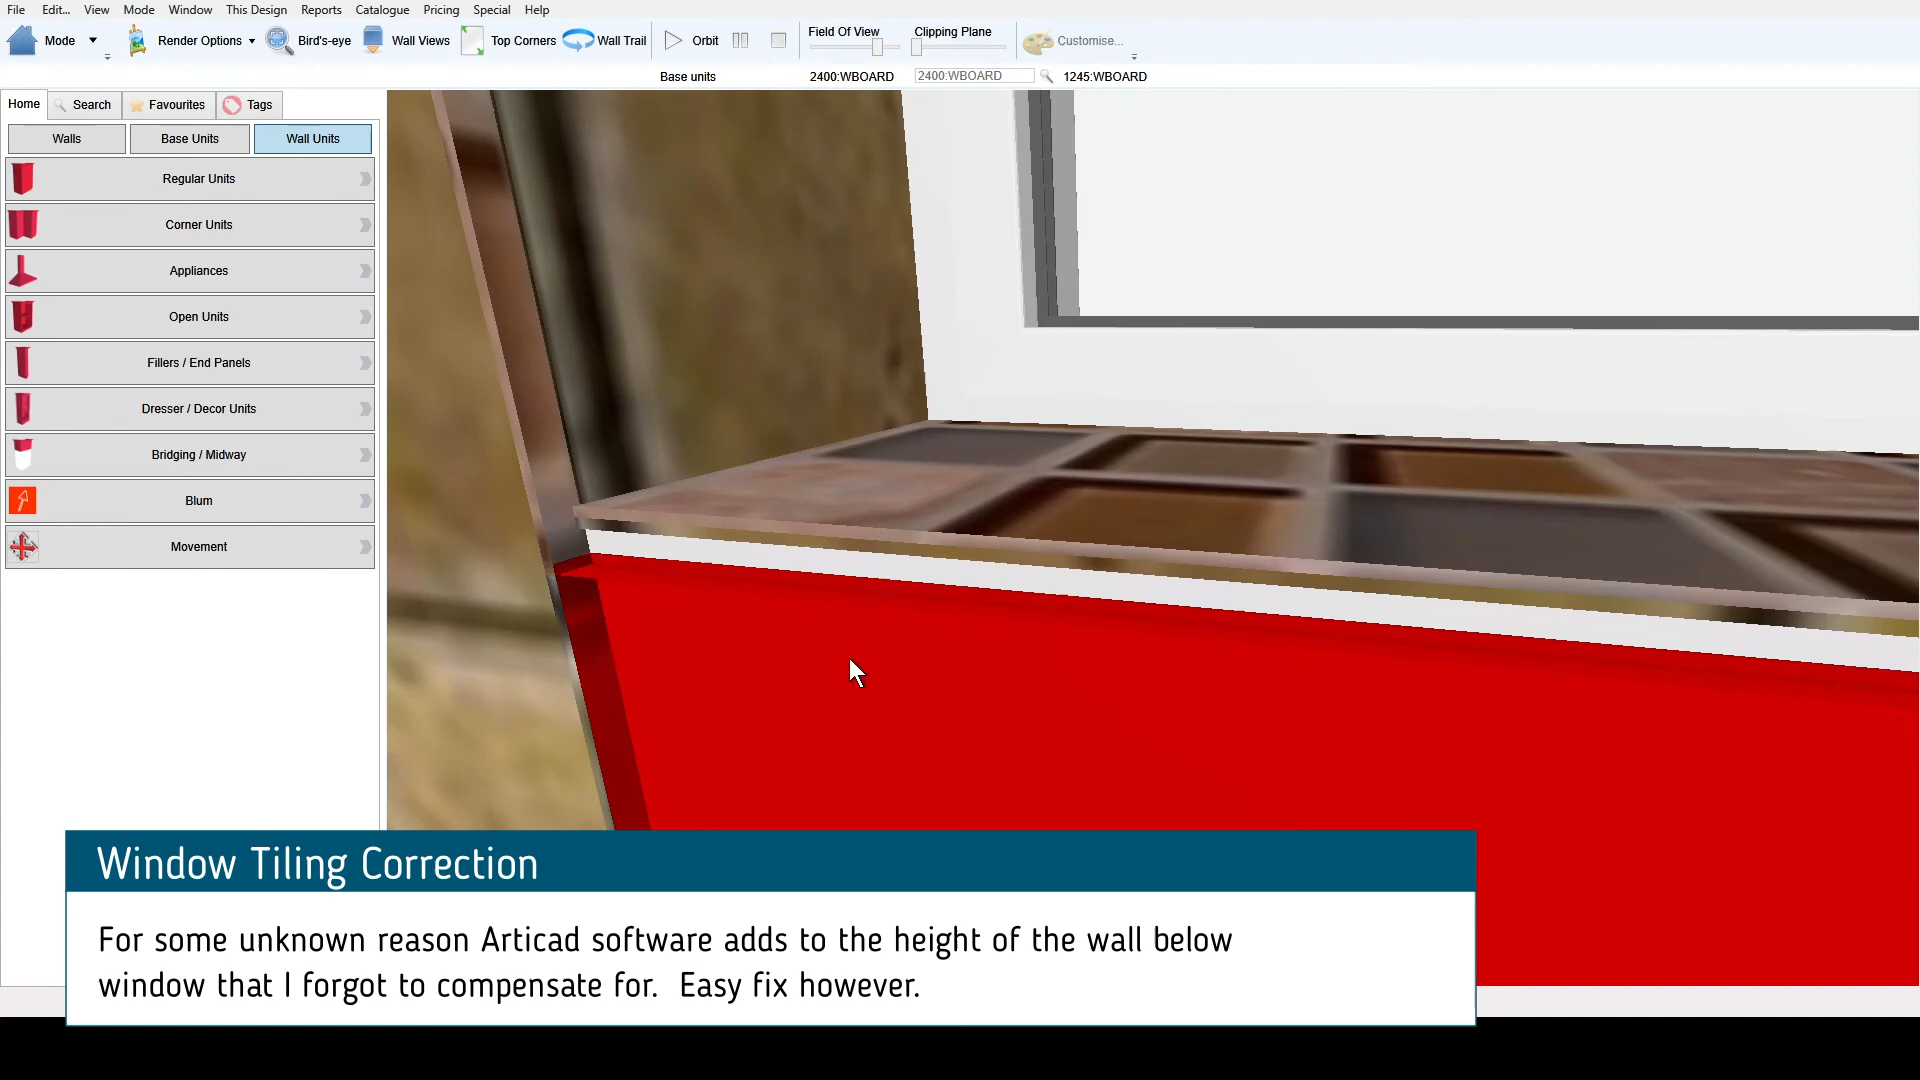 File Edit... View Mode Window This Design Reports Catalogue Pricing Special Help
Mode Render Options Bird's-eye Wall Views Top Corners Wall Trail Orbit Field Of View Clipping Plane Customise...
Base units 2400:WBOARD 2400:WBOARD 1245:WBOARD
Home Search Favourites Tags
Walls Base Units Wall Units
Regular Units
Corner Units
Appliances
Open Units
Fillers / End Panels
Dresser / Decor Units
Bridging / Midway
Blum
Movement
Window Tiling Correction
For some unknown reason Articad software adds to the height of the wall below
window that I forgot to compensate for. Easy fix however.